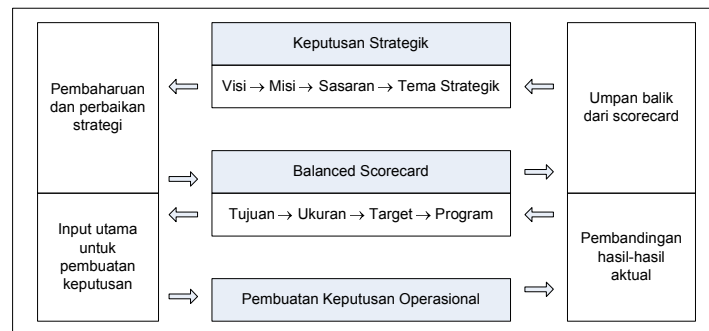 Keputusan Strategik
Visi → Misi → Sasaran → Tema Strategik
Pembaharuan
dan perbaikan
strategi
Umpan balik
dari scorecard
Balanced Scorecard
Tujuan → Ukuran → Target → Program
Input utama
untuk
pembuatan
keputusan
Pembandingan
hasil-hasil
aktual
Pembuatan Keputusan Operasional